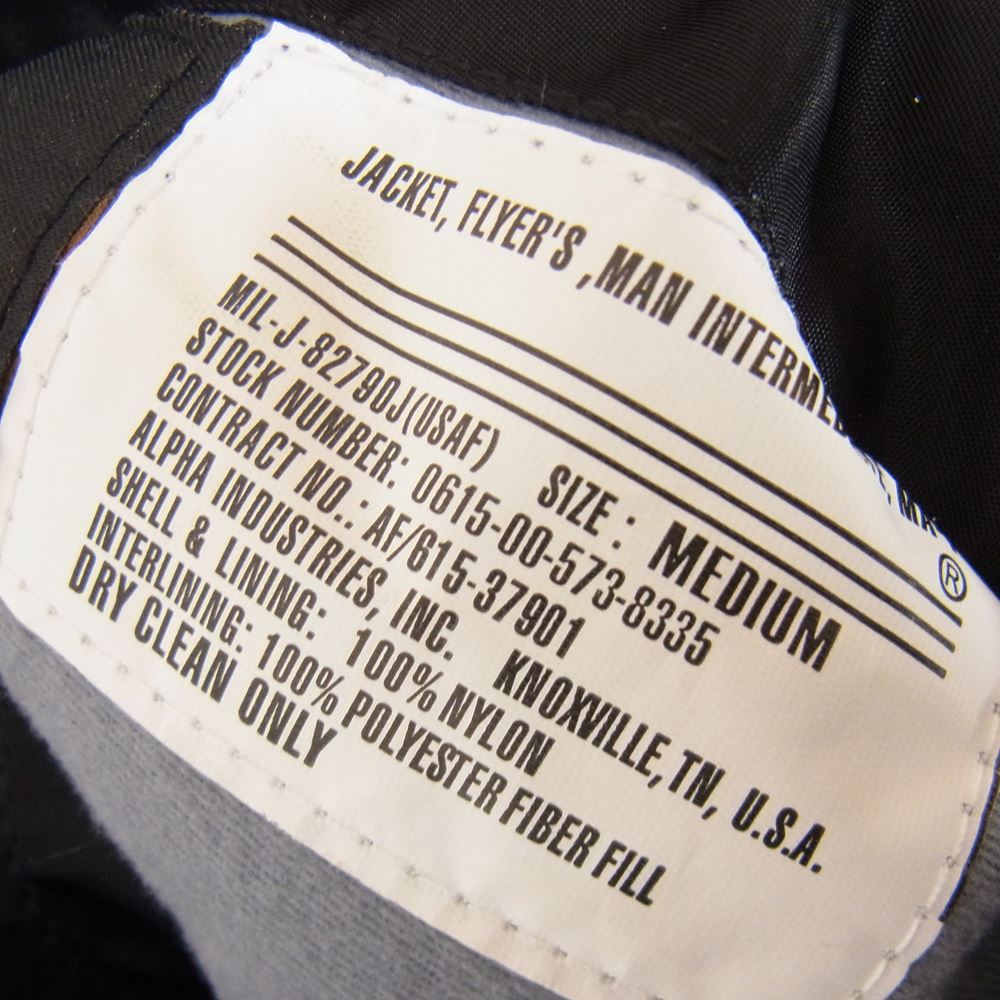 JACKET, FLYER'S ,MAN INTERME
®
MIL-J-82790J(USAF) SIZE : MEDIUM
STOCK NUMBER: 0615-00-573-8335
CONTRACT NO.: AF/615-37901
ALPHA INDUSTRIES, INC. KNOXVILLE, TN, U.S.A.
SHELL & LINING: 100% NYLON
INTERLINING: 100% POLYESTER FIBER FILL
DRY CLEAN ONLY